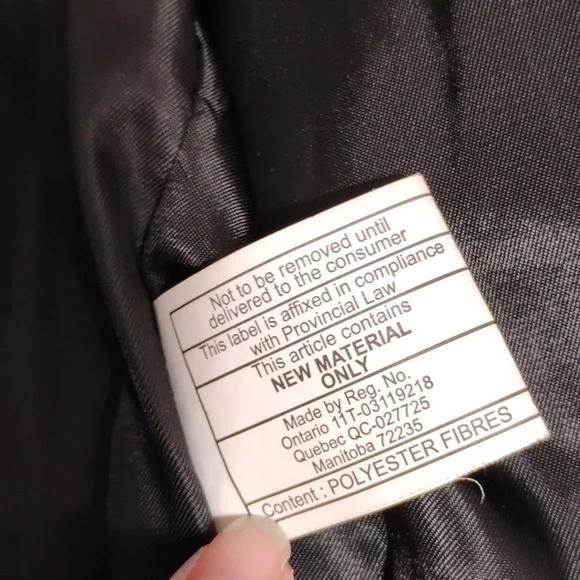 Not to be removed until
delivered to the consumer
This label is affixed in compliance
with Provincial Law
This article contains
NEW MATERIAL
ONLY
Made by Reg. No.
Ontario 11T-03119218
Quebec QC-027725
Manitoba 72235
Content : POLYESTER FIBRES